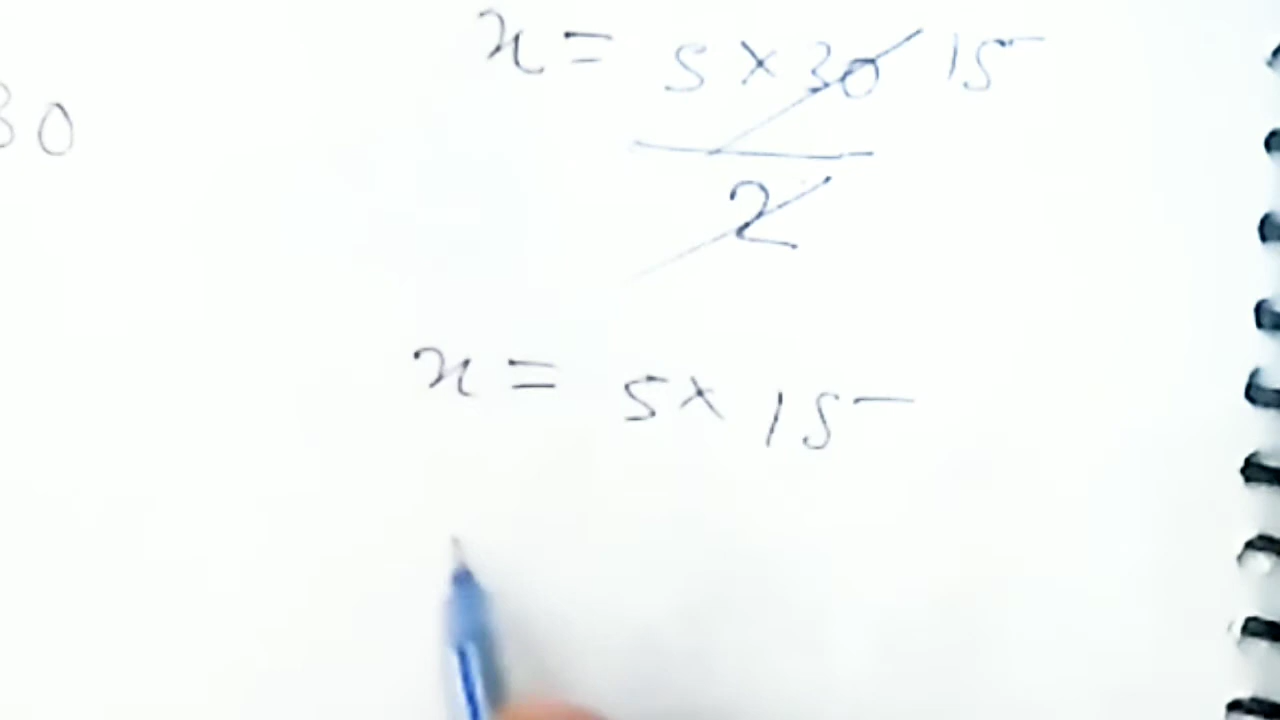 x = 5 × 30 15
30
2
x = 5 × 15